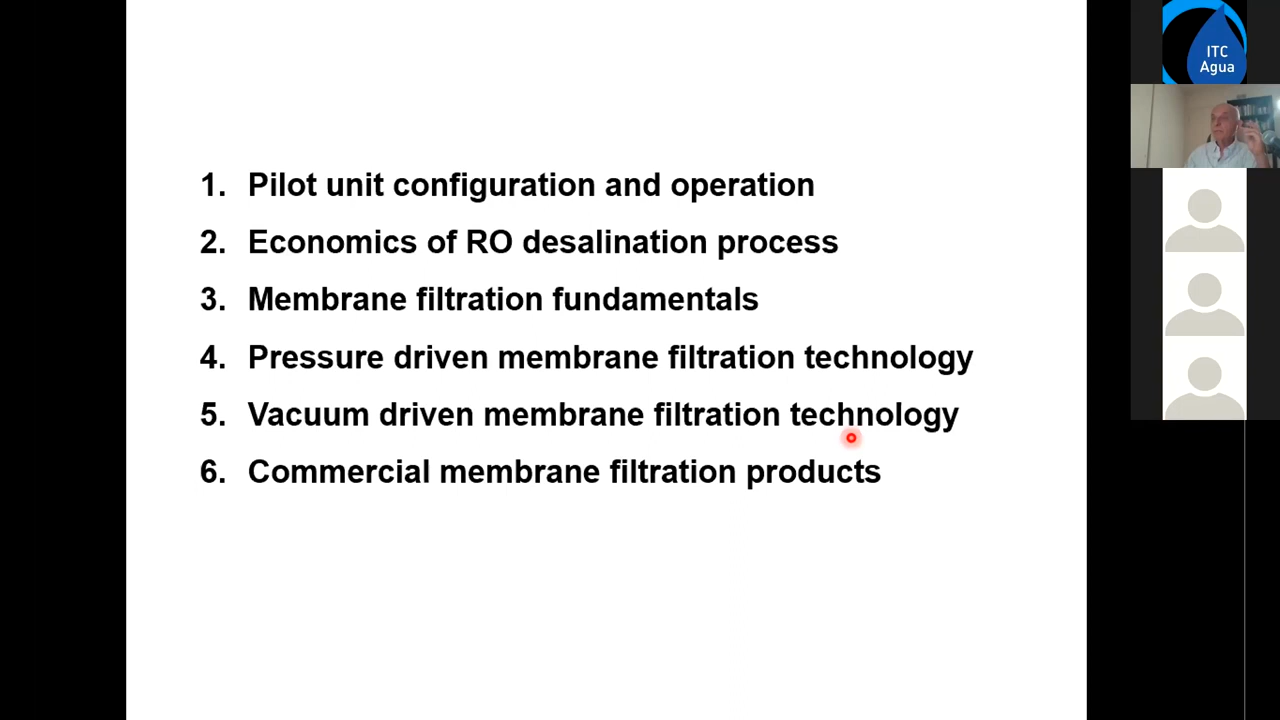 1. Pilot unit configuration and operation
2. Economics of RO desalination process
3. Membrane filtration fundamentals
4. Pressure driven membrane filtration technology
5. Vacuum driven membrane filtration technology
6. Commercial membrane filtration products
ITC
Agua